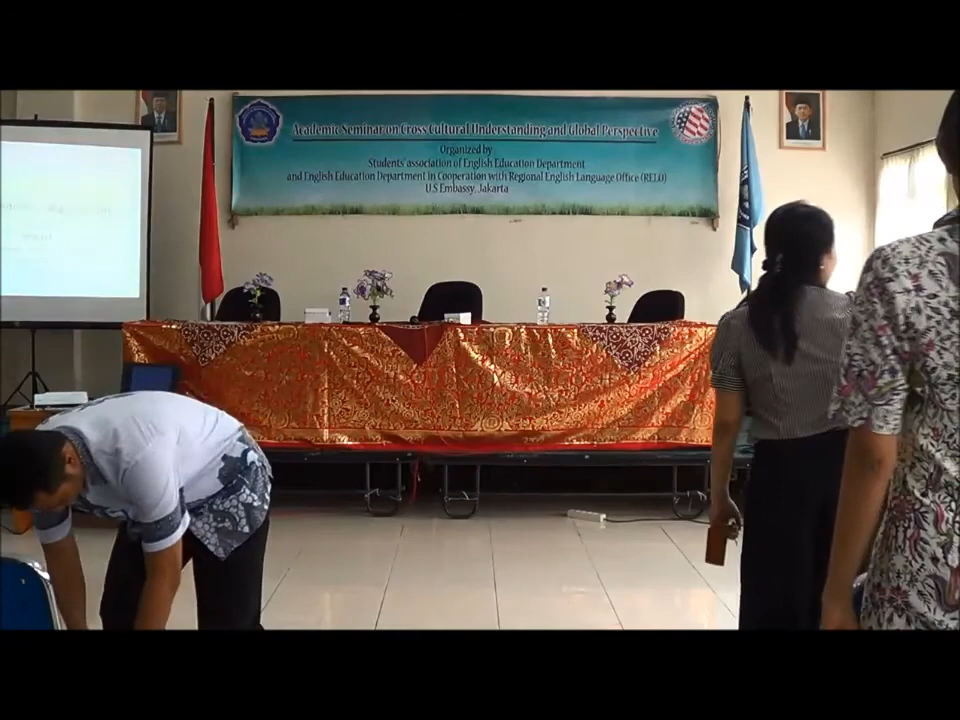 Academic Seminar on Cross Cultural Understanding and Global Perspective
Organized by
Students' association of English Education Department
and English Education Department in Cooperation with Regional English Language Office (RELO)
U.S Embassy, Jakarta